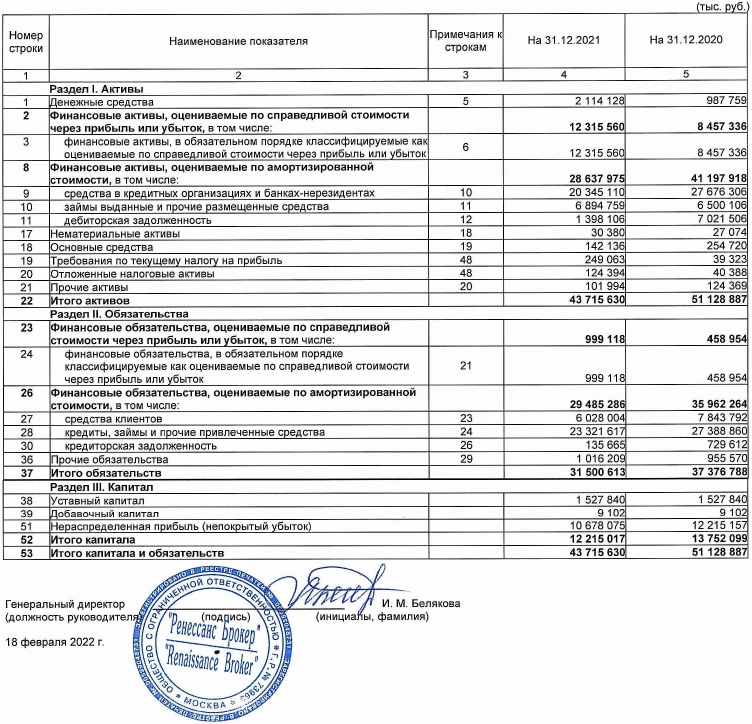 (тыс. руб.)
Номер строки Наименование показателя Примечания к строкам На 31.12.2021 На 31.12.2020
1 2 3 4 5
Раздел I. Активы
1 Денежные средства 5 2 114 128 987 759
2 Финансовые активы, оцениваемые по справедливой стоимости
через прибыль или убыток, в том числе: 12 315 560 8 457 336
3 финансовые активы, в обязательном порядке классифицируемые как
оцениваемые по справедливой стоимости через прибыль или убыток 6 12 315 560 8 457 336
8 Финансовые активы, оцениваемые по амортизированной
стоимости, в том числе: 28 637 975 41 197 918
9 средства в кредитных организациях и банках-нерезидентах 10 20 345 110 27 676 306
10 займы выданные и прочие размещенные средства 11 6 894 759 6 500 106
11 дебиторская задолженность 12 1 398 106 7 021 506
17 Нематериальные активы 18 30 380 27 074
18 Основные средства 19 142 136 254 720
19 Требования по текущему налогу на прибыль 48 249 063 39 323
20 Отложенные налоговые активы 48 124 394 40 388
21 Прочие активы 20 101 994 124 369
22 Итого активов 43 715 630 51 128 887
Раздел II. Обязательства
23 Финансовые обязательства, оцениваемые по справедливой
стоимости через прибыль или убыток, в том числе: 999 118 458 954
24 финансовые обязательства, в обязательном порядке
классифицируемые как оцениваемые по справедливой стоимости
через прибыль или убыток 21 999 118 458 954
26 Финансовые обязательства, оцениваемые по амортизированной
стоимости, в том числе: 29 485 286 35 962 264
27 средства клиентов 23 6 028 004 7 843 792
28 кредиты, займы и прочие привлеченные средства 24 23 321 617 27 388 860
30 кредиторская задолженность 26 135 665 729 612
36 Прочие обязательства 29 1 016 209 955 570
37 Итого обязательств 31 500 613 37 376 788
Раздел III. Капитал
38 Уставный капитал 1 527 840 1 527 840
39 Добавочный капитал 9 102 9 102
51 Нераспределенная прибыль (непокрытый убыток) 10 678 075 12 215 157
52 Итого капитала 12 215 017 13 752 099
53 Итого капитала и обязательств 43 715 630 51 128 887
Генеральный директор И. М. Белякова
(должность руководителя) (подпись) (инициалы, фамилия)
18 февраля 2022 г.
ОБЩЕСТВО С ОГРАНИЧЕННОЙ ОТВЕТСТВЕННОСТЬЮ
"Ренессанс Брокер"
"Renaissance Broker"
* МОСКВА *